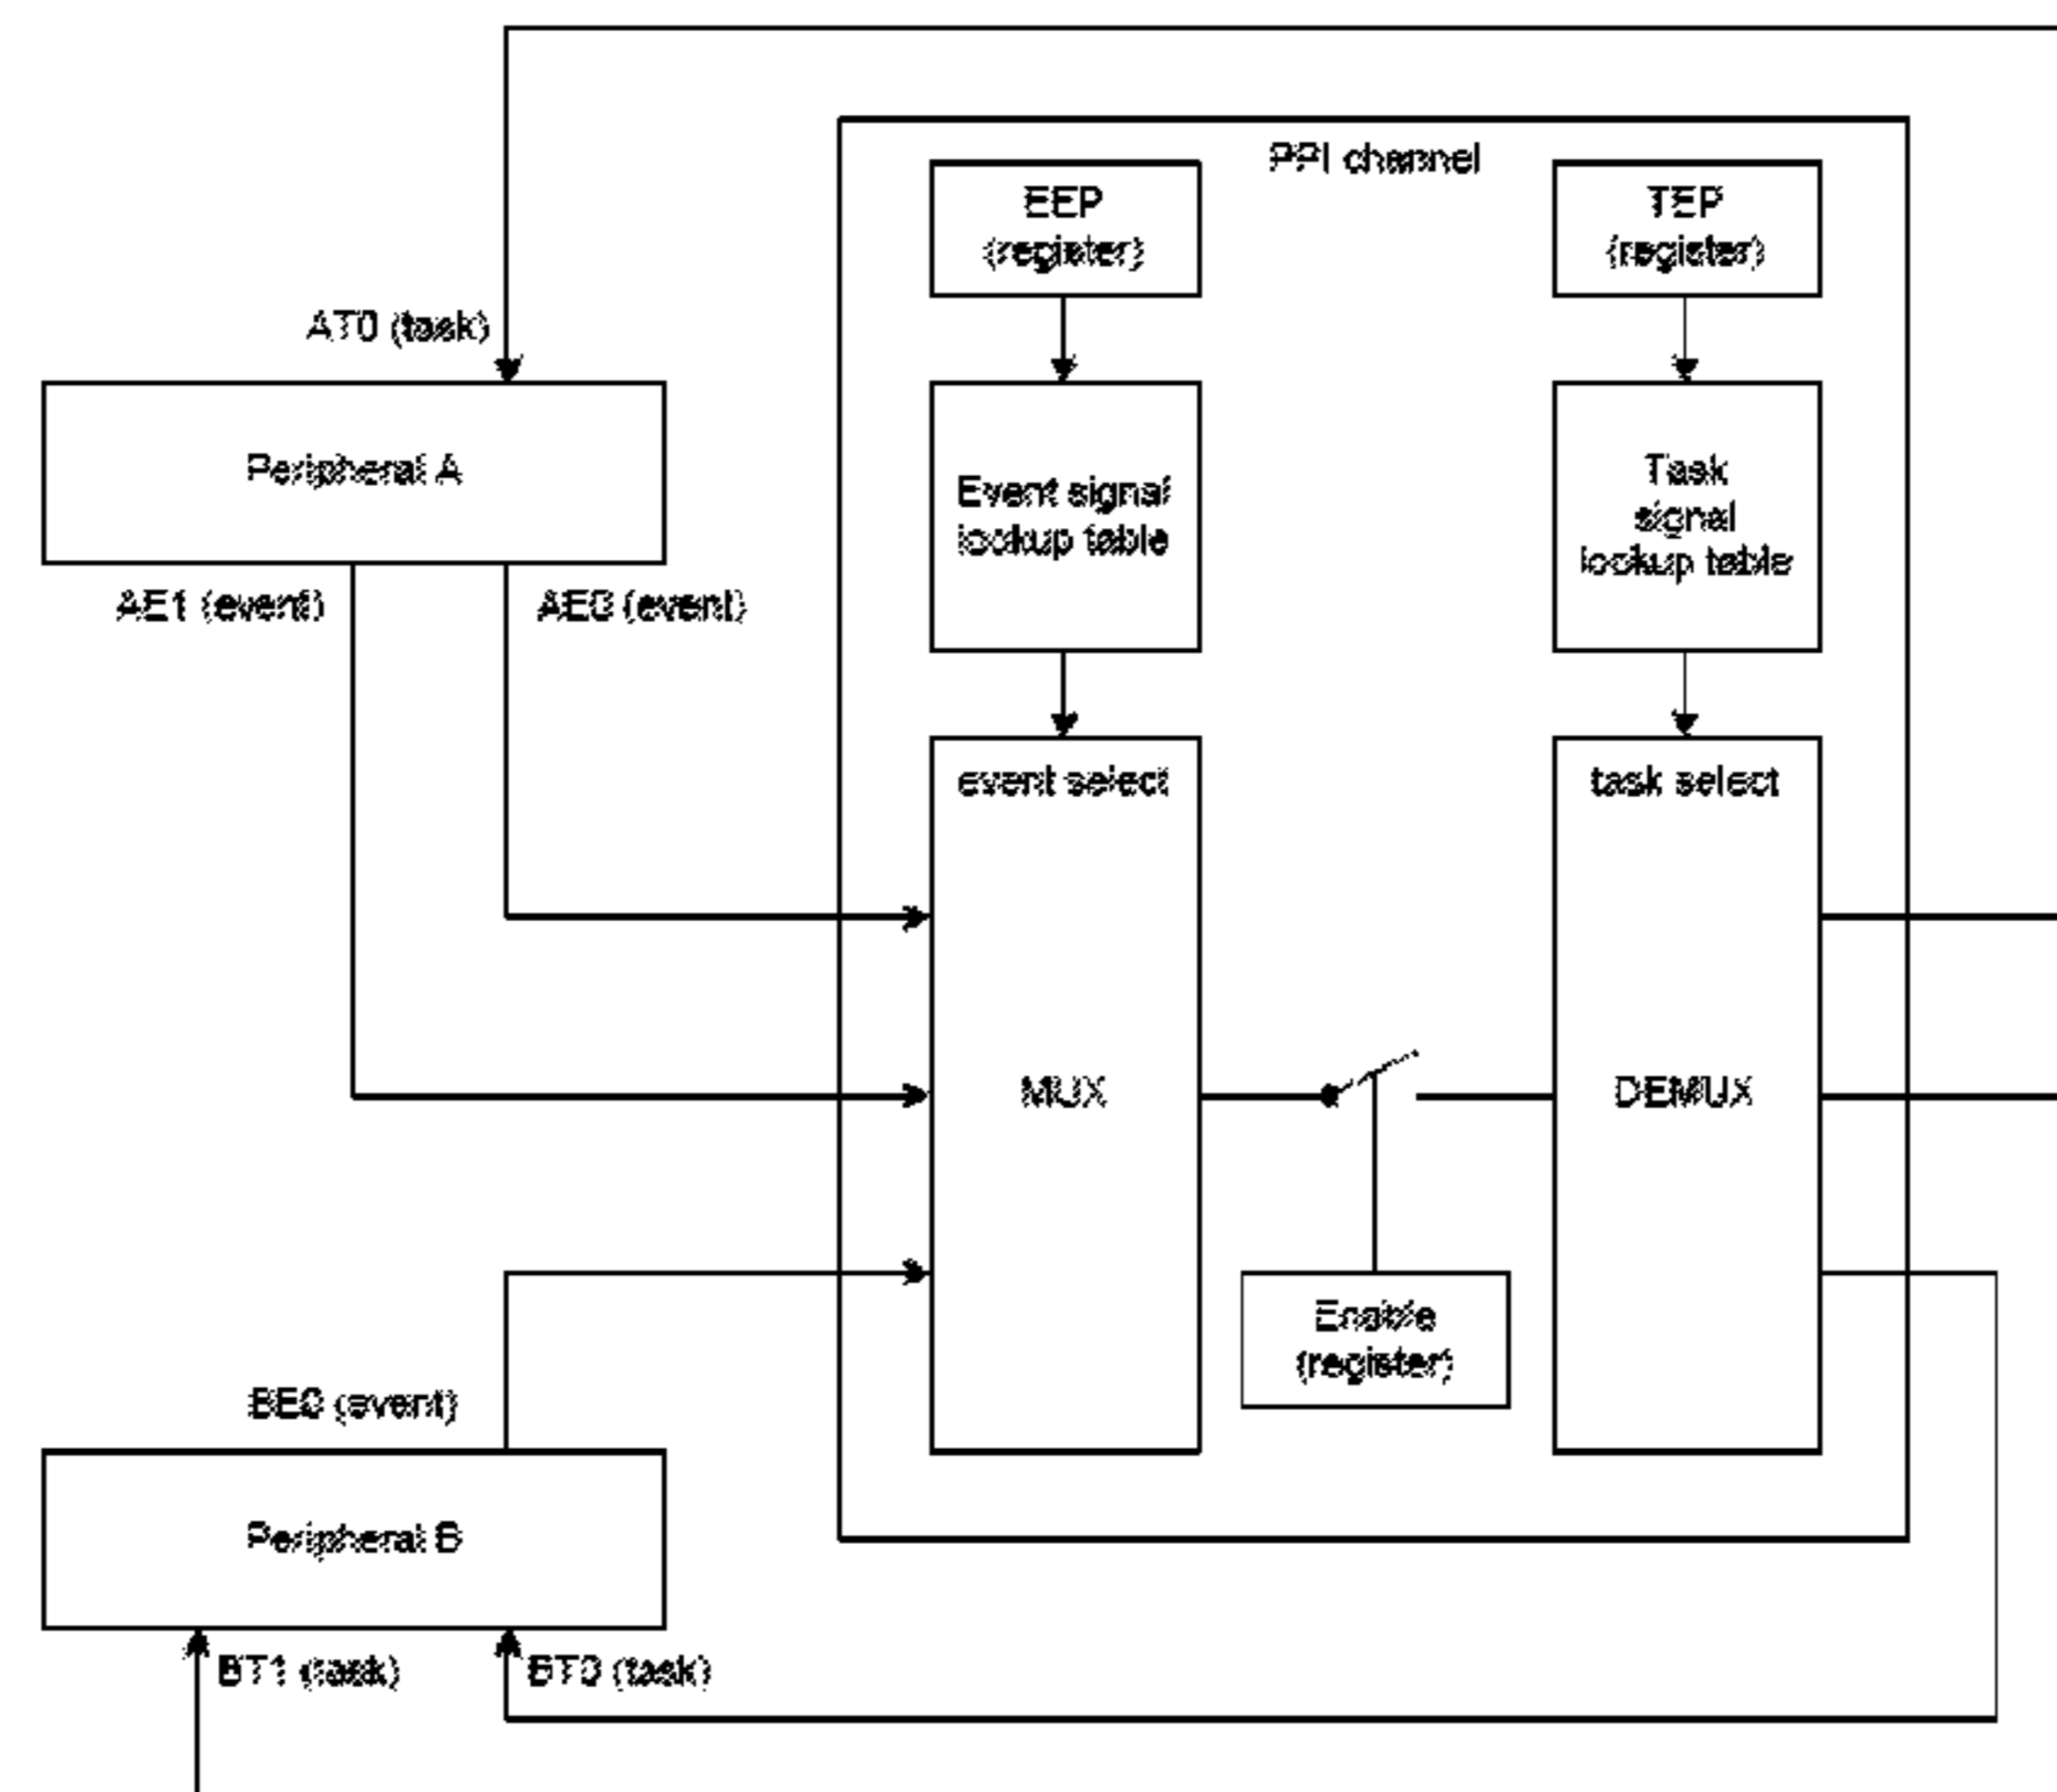 PPI channel
EEP
(register)
TEP
(register)
AT0 (task)
Peripheral A
Event signal
lookup table
Task
signal
lookup table
AE1 (event)
AE0 (event)
event select
task select
MUX
DEMUX
Enable
(register)
BE0 (event)
Peripheral B
BT1 (task)
BT0 (task)